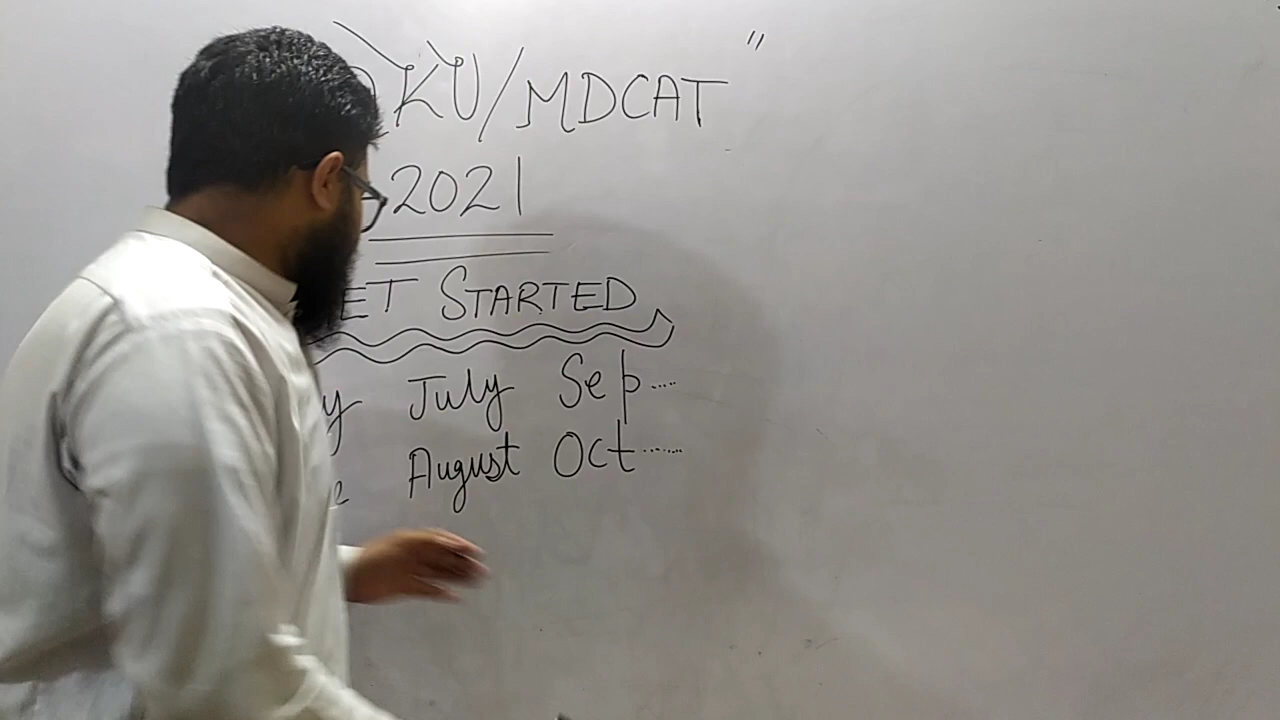 KU/MDCAT "
2021
ET STARTED
y July Sep.....
August Oct.......